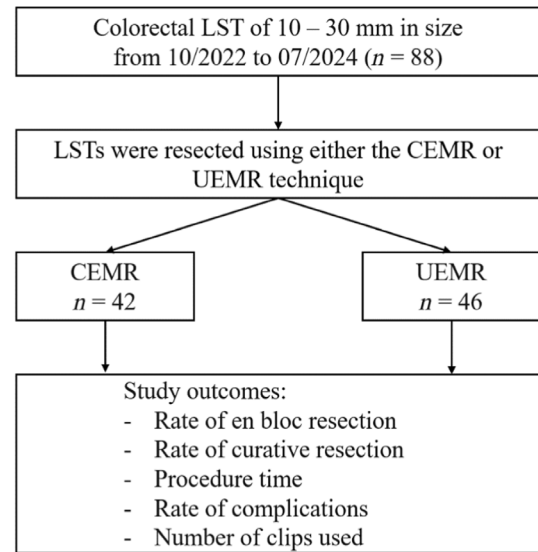 Colorectal LST of 10 – 30 mm in size
from 10/2022 to 07/2024 (n = 88)
LSTs were resected using either the CEMR or
UEMR technique
CEMR
n = 42
UEMR
n = 46
Study outcomes:
- Rate of en bloc resection
- Rate of curative resection
- Procedure time
- Rate of complications
- Number of clips used